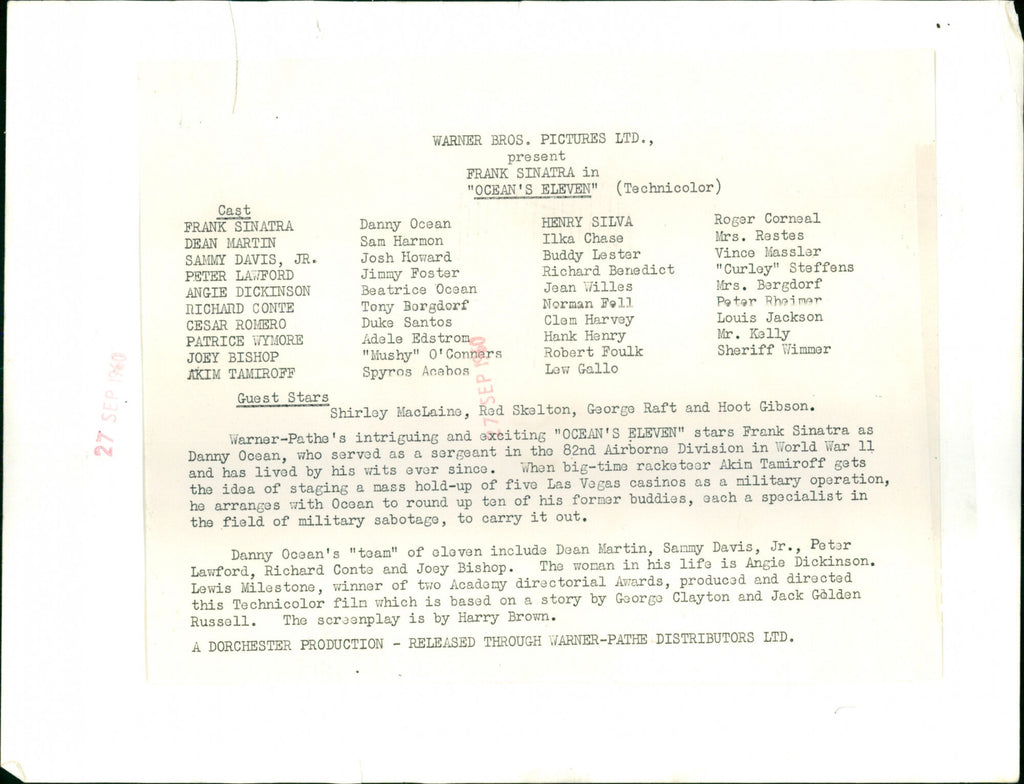 WARNER BROS. PICTURES LTD.,
present
FRANK SINATRA in
"OCEAN'S ELEVEN" (Technicolor)
Cast
FRANK SINATRA Danny Ocean HENRY SILVA Roger Corneal
DEAN MARTIN Sam Harmon Ilka Chase Mrs. Restes
SAMMY DAVIS, JR. Josh Howard Buddy Lester Vince Massler
PETER LAWFORD Jimmy Foster Richard Benedict "Curley" Steffens
ANGIE DICKINSON Beatrice Ocean Jean Willes Mrs. Bergdorf
RICHARD CONTE Tony Bergdorf Norman Fell Peter Rheimer
CESAR ROMERO Duke Santos Clem Harvey Louis Jackson
PATRICE WYMORE Adele Edstrom Hank Henry Mr. Kelly
JOEY BISHOP "Mushy" O'Conners Robert Foulk Sheriff Wimmer
AKIM TAMIROFF Spyros Acebos Lew Gallo
Guest Stars
Shirley MacLaine, Red Skelton, George Raft and Hoot Gibson.
Warner-Pathe's intriguing and exciting "OCEAN'S ELEVEN" stars Frank Sinatra as
Danny Ocean, who served as a sergeant in the 82nd Airborne Division in World War 11
and has lived by his wits ever since. When big-time racketeer Akim Tamiroff gets
the idea of staging a mass hold-up of five Las Vegas casinos as a military operation,
he arranges with Ocean to round up ten of his former buddies, each a specialist in
the field of military sabotage, to carry it out.
Danny Ocean's "team" of eleven include Dean Martin, Sammy Davis, Jr., Peter
Lawford, Richard Conte and Joey Bishop. The woman in his life is Angie Dickinson.
Lewis Milestone, winner of two Academy directorial Awards, produced and directed
this Technicolor film which is based on a story by George Clayton and Jack Golden
Russell. The screenplay is by Harry Brown.
A DORCHESTER PRODUCTION - RELEASED THROUGH WARNER-PATHE DISTRIBUTORS LTD.
27 SEP 1960
27 SEP 1960